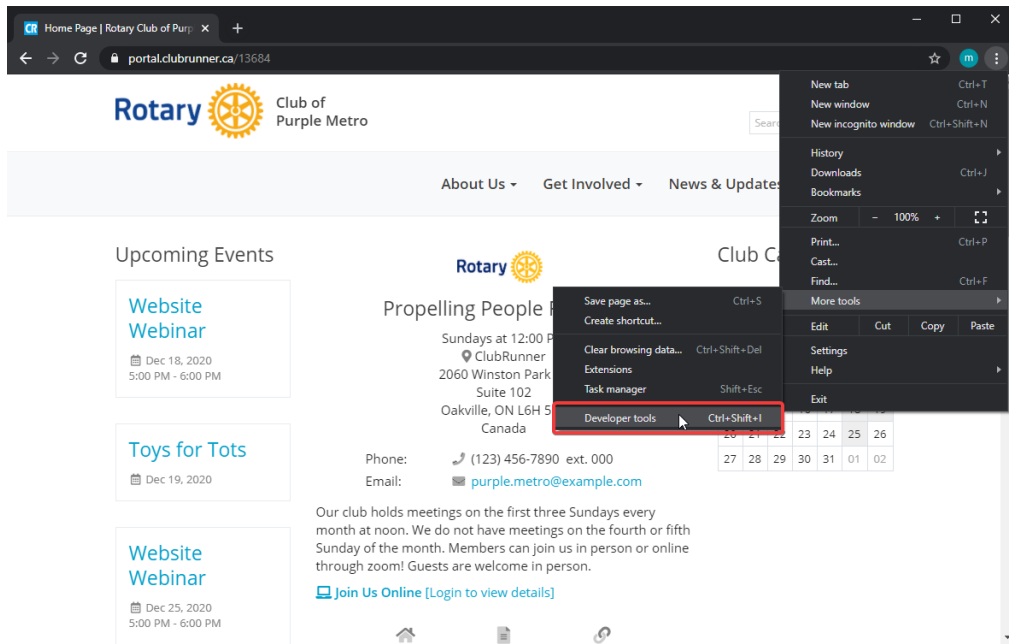 CR Home Page | Rotary Club of Purp
portal.clubrunner.ca/13684
m
Rotary
Club of
Purple Metro
About Us
Get Involved
News & Updates
Upcoming Events
Website
Webinar
Dec 18, 2020
5:00 PM - 6:00 PM
Toys for Tots
Dec 19, 2020
Website
Webinar
Dec 25, 2020
5:00 PM - 6:00 PM
Rotary
Propelling People
Sundays at 12:00 P
ClubRunner
2060 Winston Park
Suite 102
Oakville, ON L6H 5
Canada
Phone: (123) 456-7890 ext. 000
Email: purple.metro@example.com
Our club holds meetings on the first three Sundays every
month at noon. We do not have meetings on the fourth or fifth
Sunday of the month. Members can join us in person or online
through zoom! Guests are welcome in person.
Join Us Online [Login to view details]
Club
20 21 22 23 24 25 26
27 28 29 30 31 01 02
New tab Ctrl+T
New window Ctrl+N
New incognito window Ctrl+Shift+N
History
Downloads Ctrl+J
Bookmarks
Zoom − 100% +
Print... Ctrl+P
Cast...
Find... Ctrl+F
More tools
Edit Cut Copy Paste
Settings
Help
Exit
Save page as... Ctrl+S
Create shortcut...
Clear browsing data... Ctrl+Shift+Del
Extensions
Task manager Shift+Esc
Developer tools Ctrl+Shift+I